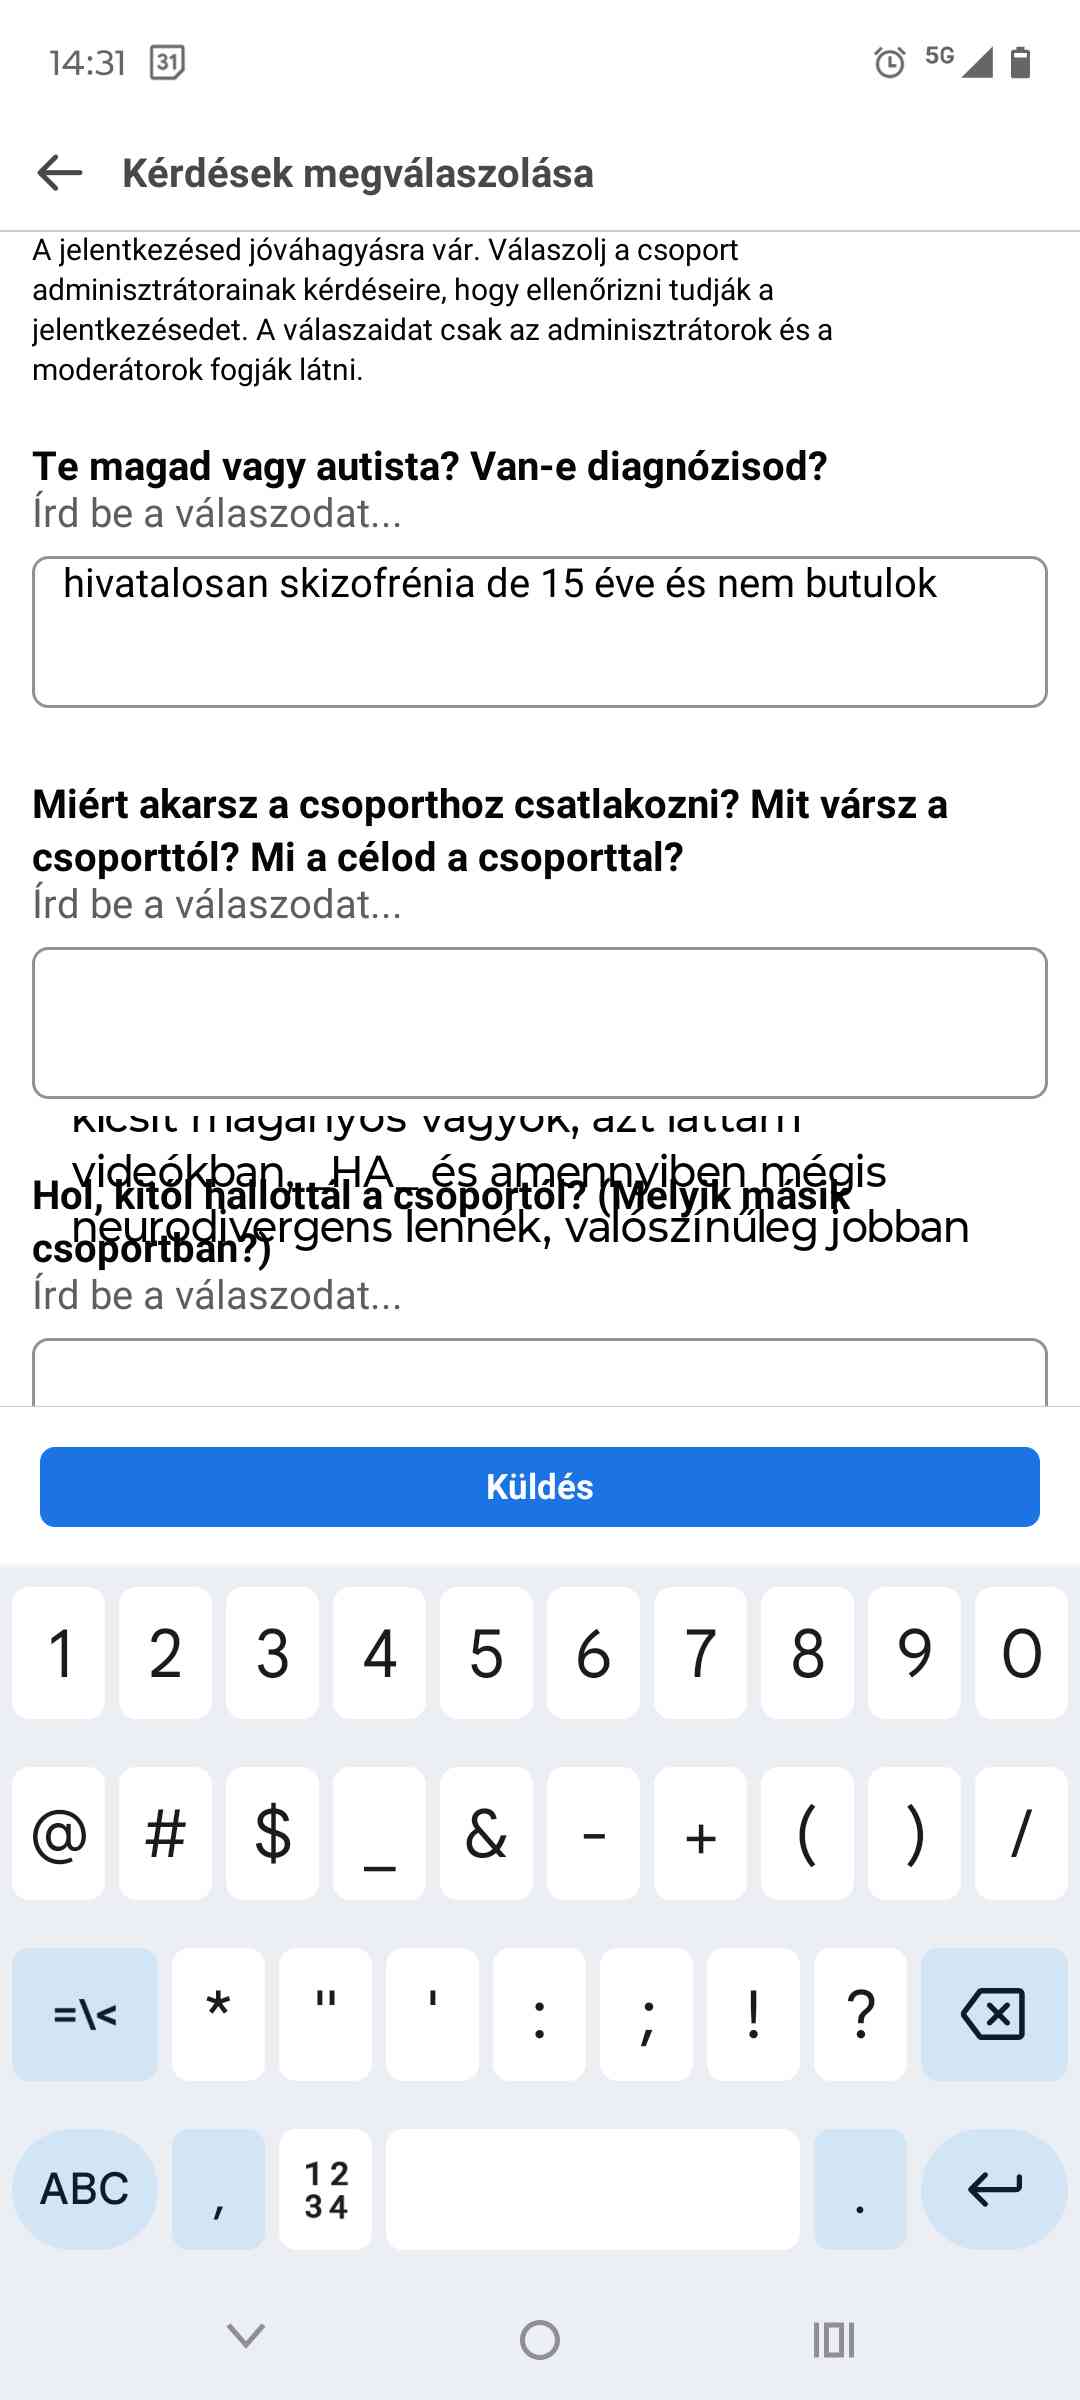 14:31 31 5G
Kérdések megválaszolása
A jelentkezésed jóváhagyásra vár. Válaszolj a csoport
adminisztrátorainak kérdéseire, hogy ellenőrizni tudják a
jelentkezésedet. A válaszaidat csak az adminisztrátorok és a
moderátorok fogják látni.
Te magad vagy autista? Van-e diagnózisod?
Írd be a válaszodat...
hivatalosan skizofrénia de 15 éve és nem butulok
Miért akarsz a csoporthoz csatlakozni? Mit vársz a
csoporttól? Mi a célod a csoporttal?
Írd be a válaszodat...
kicsit magányos vagyok, azt láttam
videókban, _HA_ és amennyiben mégis
Hol, kitól hallottál a csoportól? (Melyik másik
neurodivergens lennék, valószínűleg jobban
csoportban?)
Írd be a válaszodat...
Küldés
1 2 3 4 5 6 7 8 9 0
@ # $ _ & - + ( ) /
=\< * " ' : ; ! ?
ABC , 12 .
34